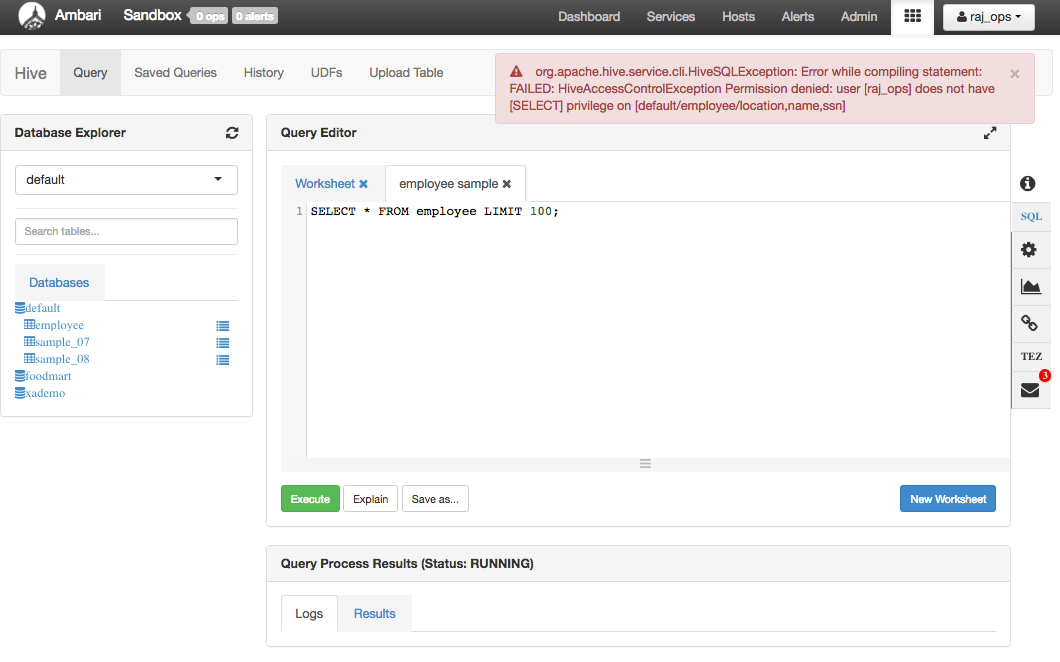 Ambari Sandbox 0 ops 0 alerts Dashboard Services Hosts Alerts Admin raj_ops
Hive Query Saved Queries History UDFs Upload Table
org.apache.hive.service.cli.HiveSQLException: Error while compiling statement:
FAILED: HiveAccessControlException Permission denied: user [raj_ops] does not have
[SELECT] privilege on [default/employee/location,name,ssn]
Database Explorer
default
Search tables...
Databases
default
employee
sample_07
sample_08
foodmart
xademo
Query Editor
Worksheet employee sample
1 SELECT * FROM employee LIMIT 100;
Execute Explain Save as... New Worksheet
Query Process Results (Status: RUNNING)
Logs Results
SQL
TEZ
3